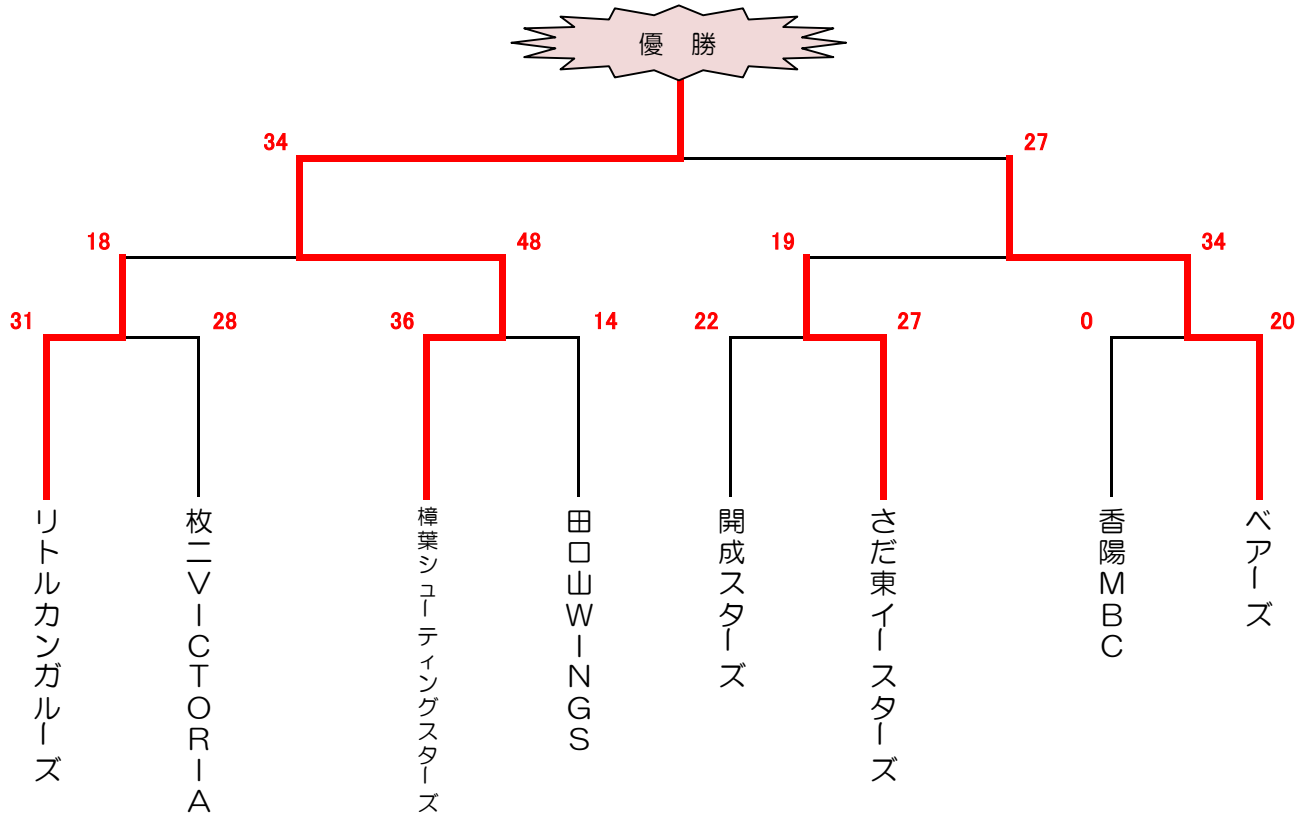 優 勝
34
27
18
48
19
34
31
28
36
14
22
27
0
20
リトルカンガルーズ
枚二VICTORIA
樟葉シューティングスターズ
田口山WINGS
開成スターズ
さだ東イースターズ
香陽MBC
ベアーズ